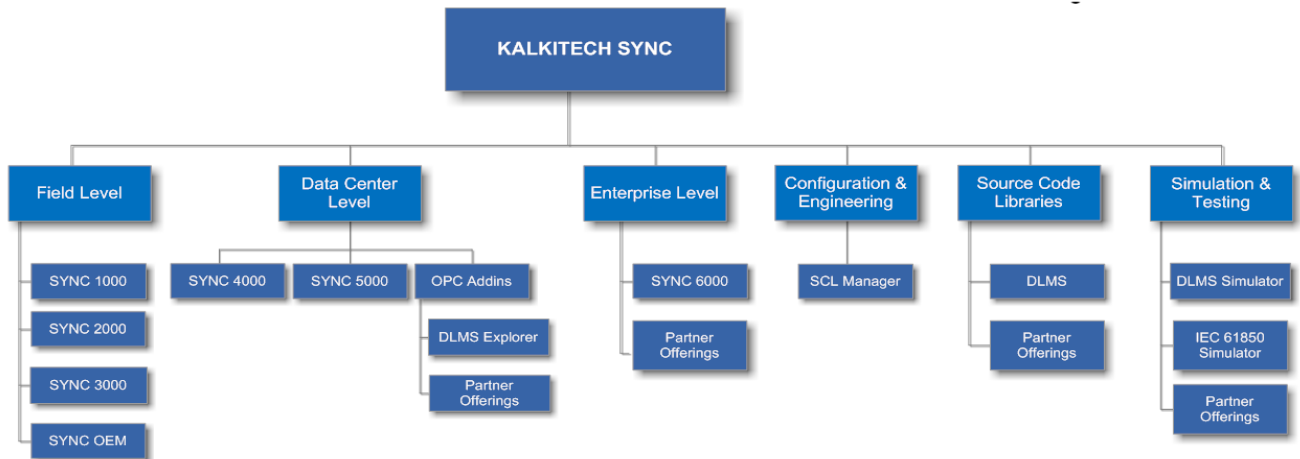 KALKITECH SYNC
Field Level
Data Center
Level
Enterprise Level
Configuration &
Engineering
Source Code
Libraries
Simulation &
Testing
SYNC 1000
SYNC 2000
SYNC 3000
SYNC OEM
SYNC 4000
SYNC 5000
OPC Addins
DLMS Explorer
Partner
Offerings
SYNC 6000
Partner
Offerings
SCL Manager
DLMS
Partner
Offerings
DLMS Simulator
IEC 61850
Simulator
Partner
Offerings